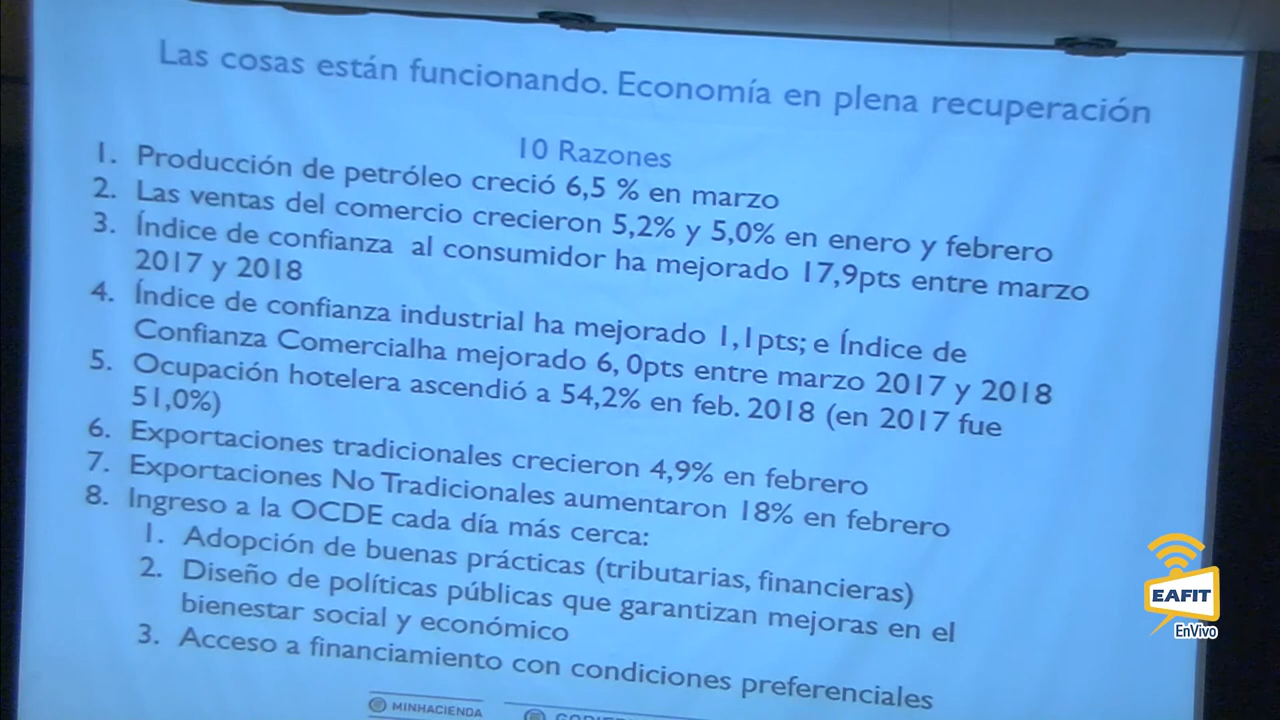 Las cosas están funcionando. Economía en plena recuperación
10 Razones
1. Producción de petróleo creció 6,5 % en marzo
2. Las ventas del comercio crecieron 5,2% y 5,0% en enero y febrero
3. Índice de confianza al consumidor ha mejorado 17,9pts entre marzo
2017 y 2018
4. Índice de confianza industrial ha mejorado 1,1pts; e Índice de
Confianza Comercialha mejorado 6, 0pts entre marzo 2017 y 2018
5. Ocupación hotelera ascendió a 54,2% en feb. 2018 (en 2017 fue
51,0%)
6. Exportaciones tradicionales crecieron 4,9% en febrero
7. Exportaciones No Tradicionales aumentaron 18% en febrero
8. Ingreso a la OCDE cada día más cerca:
1. Adopción de buenas prácticas (tributarias, financieras)
2. Diseño de políticas públicas que garantizan mejoras en el
bienestar social y económico
3. Acceso a financiamiento con condiciones preferenciales
MINHACIENDA
EAFIT
EnVivo